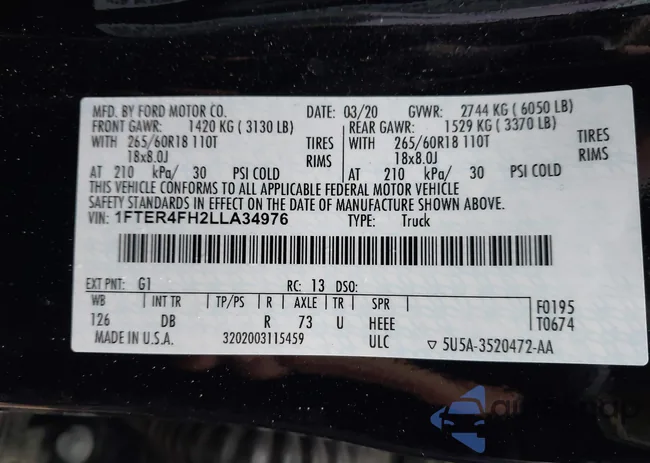 MFD. BY FORD MOTOR CO. DATE: 03/20 GVWR: 2744 KG ( 6050 LB)
FRONT GAWR: 1420 KG ( 3130 LB) REAR GAWR: 1529 KG ( 3370 LB)
WITH 265/60R18 110T TIRES WITH 265/60R18 110T TIRES
18x8.0J RIMS 18x8.0J RIMS
AT 210 kPa/ 30 PSI COLD AT 210 kPa/ 30 PSI COLD
THIS VEHICLE CONFORMS TO ALL APPLICABLE FEDERAL MOTOR VEHICLE
SAFETY STANDARDS IN EFFECT ON THE DATE OF MANUFACTURE SHOWN ABOVE.
VIN: 1FTER4FH2LLA34976 TYPE: Truck
EXT PNT: G1 RC: 13 DSO:
WB INT TR TP/PS R AXLE TR SPR F0195
126 DB R 73 U HEEE T0674
MADE IN U.S.A. 3202003115459 ULC ▽ 5U5A-3520472-AA